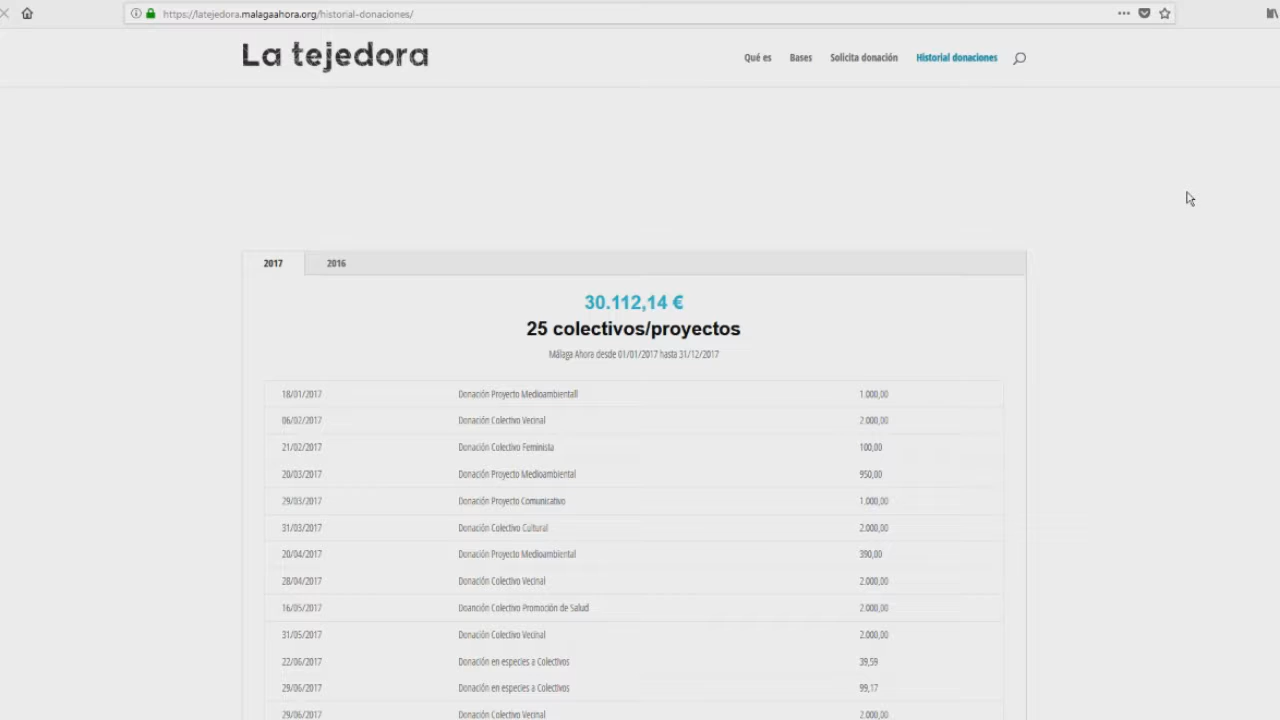 https://latejedora.malagaahora.org/historial-donaciones/
La tejedora
Qué es Bases Solicita donación Historial donaciones
2017 2016
30.112,14 €
25 colectivos/proyectos
Málaga Ahora desde 01/01/2017 hasta 31/12/2017
18/01/2017 Donación Proyecto Medioambientall 1.000,00
06/02/2017 Donación Colectivo Vecinal 2.000,00
21/02/2017 Donación Colectivo Feminista 100,00
20/03/2017 Donación Proyecto Medioambiental 950,00
29/03/2017 Donación Proyecto Comunicativo 1.000,00
31/03/2017 Donación Colectivo Cultural 2.000,00
20/04/2017 Donación Proyecto Medioambiental 390,00
28/04/2017 Donación Colectivo Vecinal 2.000,00
16/05/2017 Doanción Colectivo Promoción de Salud 2.000,00
31/05/2017 Donación Colectivo Vecinal 2.000,00
22/06/2017 Donación en especies a Colectivos 39,59
29/06/2017 Donación en especies a Colectivos 99,17
29/06/2017 Donación Colectivo Vecinal 2.000,00